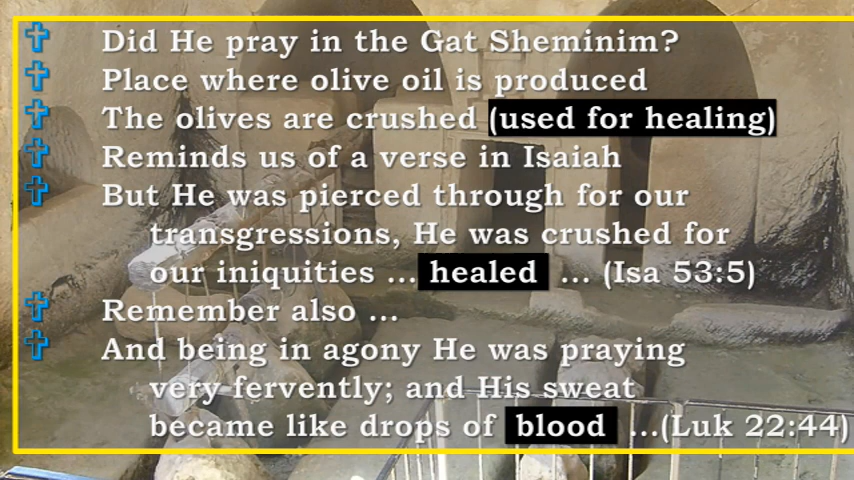 Did He pray in the Gat Sheminim?
Place where olive oil is produced
The olives are crushed (used for healing)
Reminds us of a verse in Isaiah
But He was pierced through for our
transgressions, He was crushed for
our iniquities ... healed ... (Isa 53:5)
Remember also ...
And being in agony He was praying
very fervently; and His sweat
became like drops of blood ...(Luk 22:44)